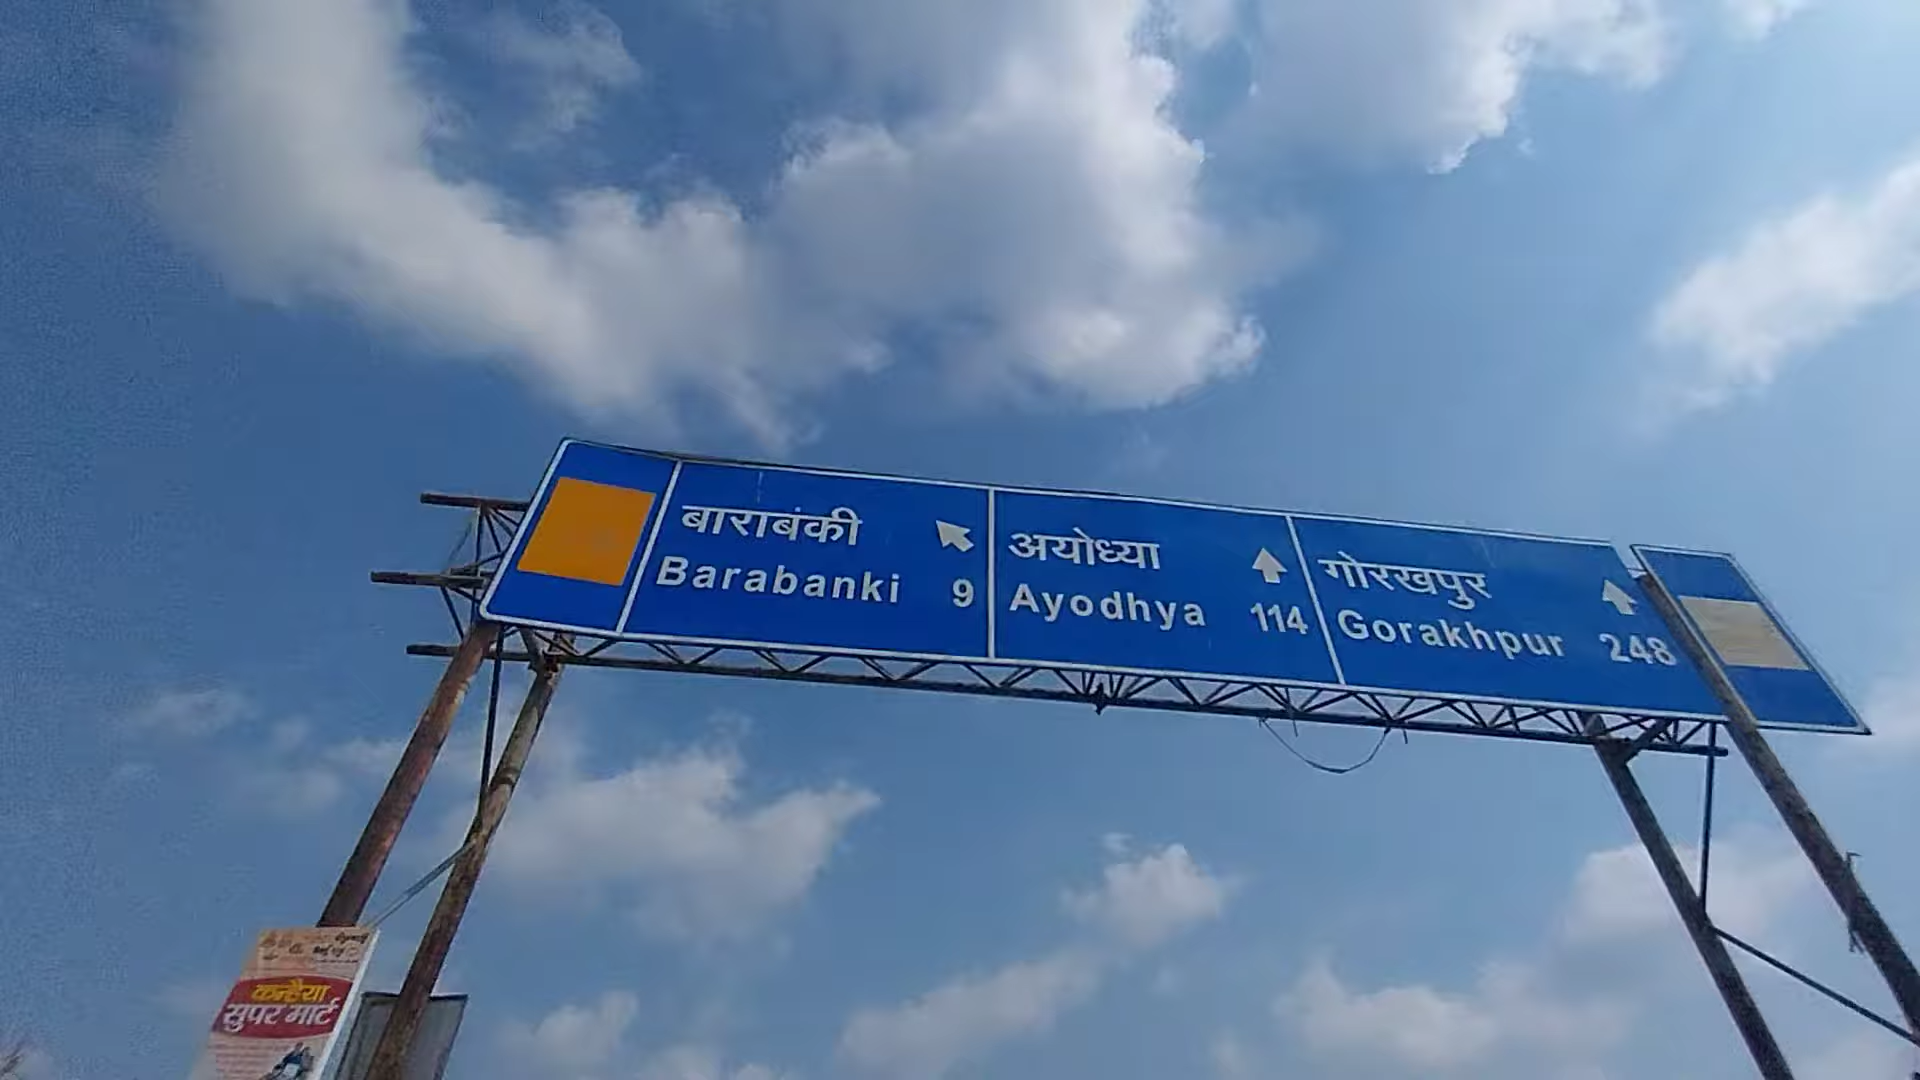 बाराबंकी
Barabanki 9
अयोध्या
Ayodhya 114
गोरखपुर
Gorakhpur 248
कन्हैया
सुपर मार्ट